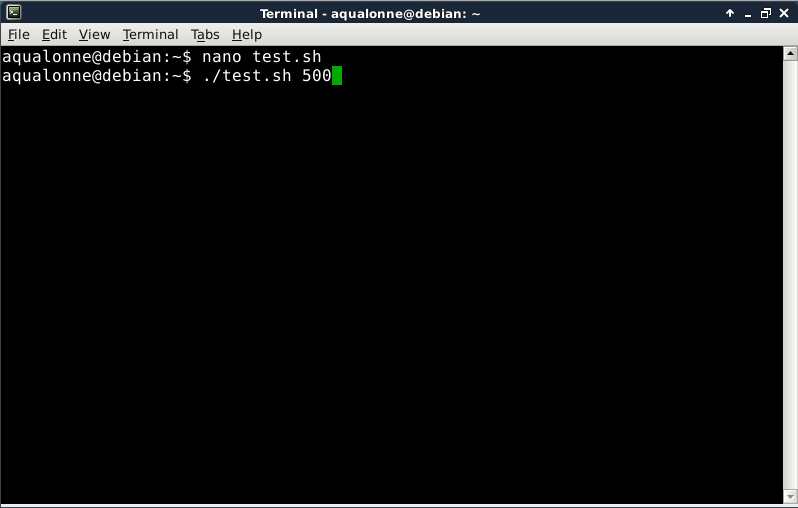 Terminal - aqualonne@debian: ~
File Edit View Terminal Tabs Help
aqualonne@debian:~$ nano test.sh
aqualonne@debian:~$ ./test.sh 500